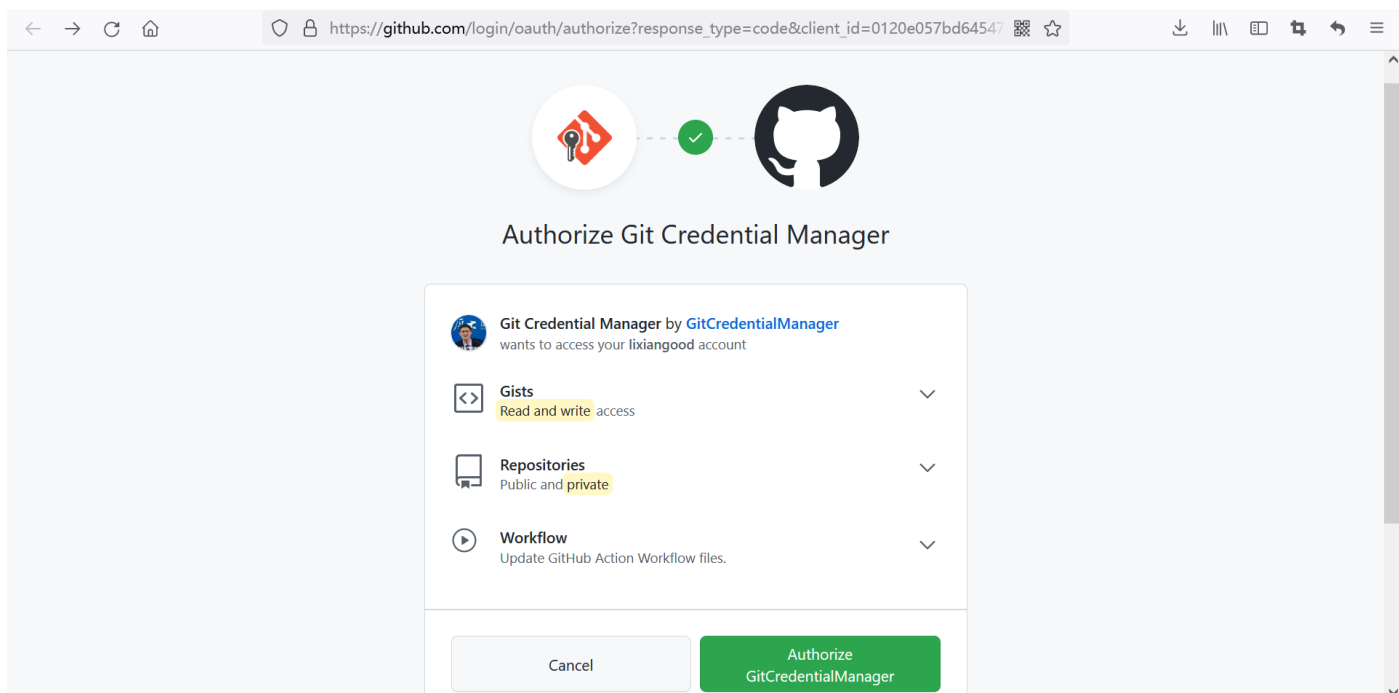 https://github.com/login/oauth/authorize?response_type=code&client_id=0120e057bd64547
Authorize Git Credential Manager
Git Credential Manager by GitCredentialManager
wants to access your lixiangood account
Gists
Read and write access
Repositories
Public and private
Workflow
Update GitHub Action Workflow files.
Cancel
Authorize
GitCredentialManager